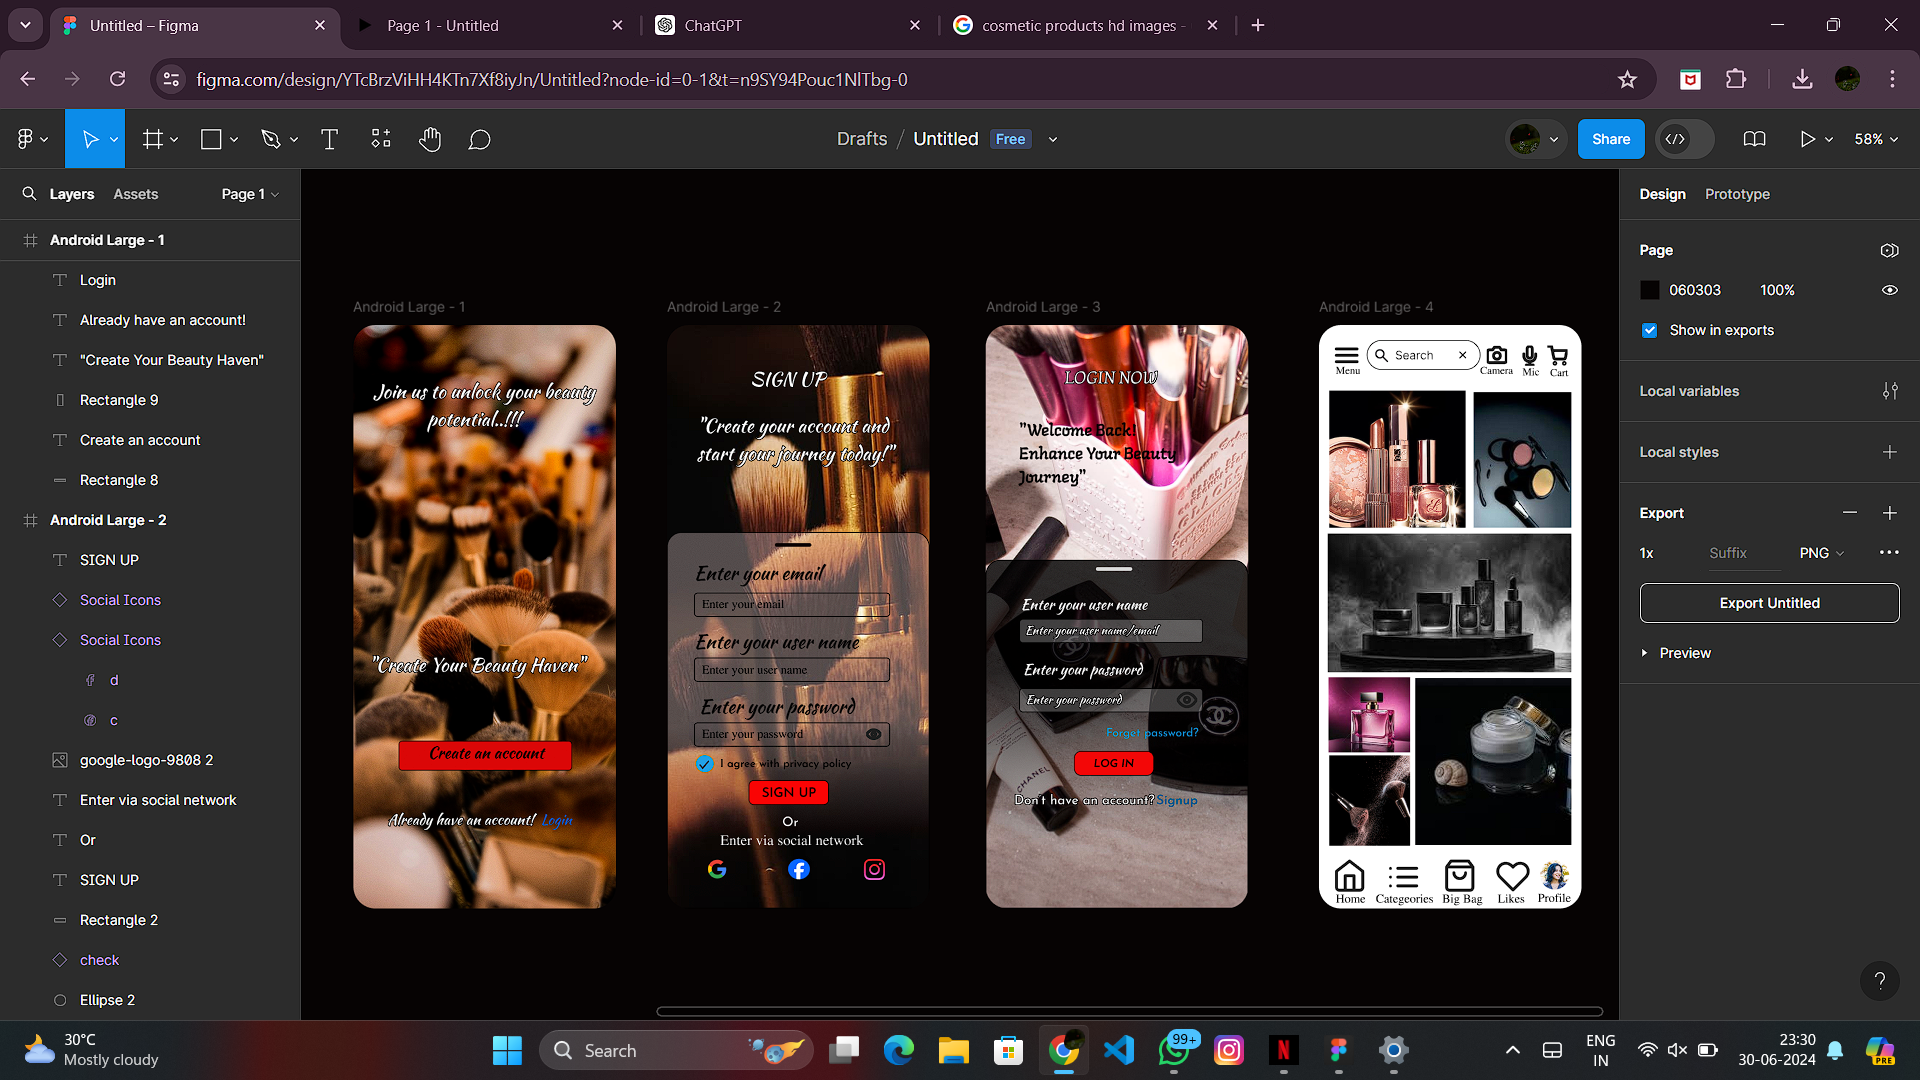 Untitled – Figma
Page 1 - Untitled
ChatGPT
cosmetic products hd images -
figma.com/design/YTcBrzViHH4KTn7Xf8iyJn/Untitled?node-id=0-1&t=n9SY94Pouc1NlTbg-0
Drafts / Untitled Free
Share
58%
Layers
Assets
Page 1
Design
Prototype
Android Large - 1
Login
Already have an account!
"Create Your Beauty Haven"
Rectangle 9
Create an account
Rectangle 8
Android Large - 2
SIGN UP
Social Icons
Social Icons
d
c
google-logo-9808 2
Enter via social network
Or
SIGN UP
Rectangle 2
check
Ellipse 2
Android Large - 1
Join us to unlock your beauty
potential..!!!
"Create Your Beauty Haven"
Create an account
Already have an account! Login
Android Large - 2
SIGN UP
"Create your account and
start your journey today!"
Enter your email
Enter your email
Enter your user name
Enter your user name
Enter your password
Enter your password
I agree with privacy policy
SIGN UP
Or
Enter via social network
Android Large - 3
LOGIN NOW
"Welcome Back!
Enhance Your Beauty
Journey"
Enter your user name
Enter your user name/email
Enter your password
Enter your password
Forget password?
LOG IN
Don't have an account? Signup
CHANEL
Android Large - 4
Menu
Search
Camera
Mic
Cart
Home
Categeories
Big Bag
Likes
Profile
Page
060303
100%
Show in exports
Local variables
Local styles
Export
1x
Suffix
PNG
Export Untitled
Preview
?
30°C
Mostly cloudy
Search
99+
ENG
IN
23:30
30-06-2024
PRE